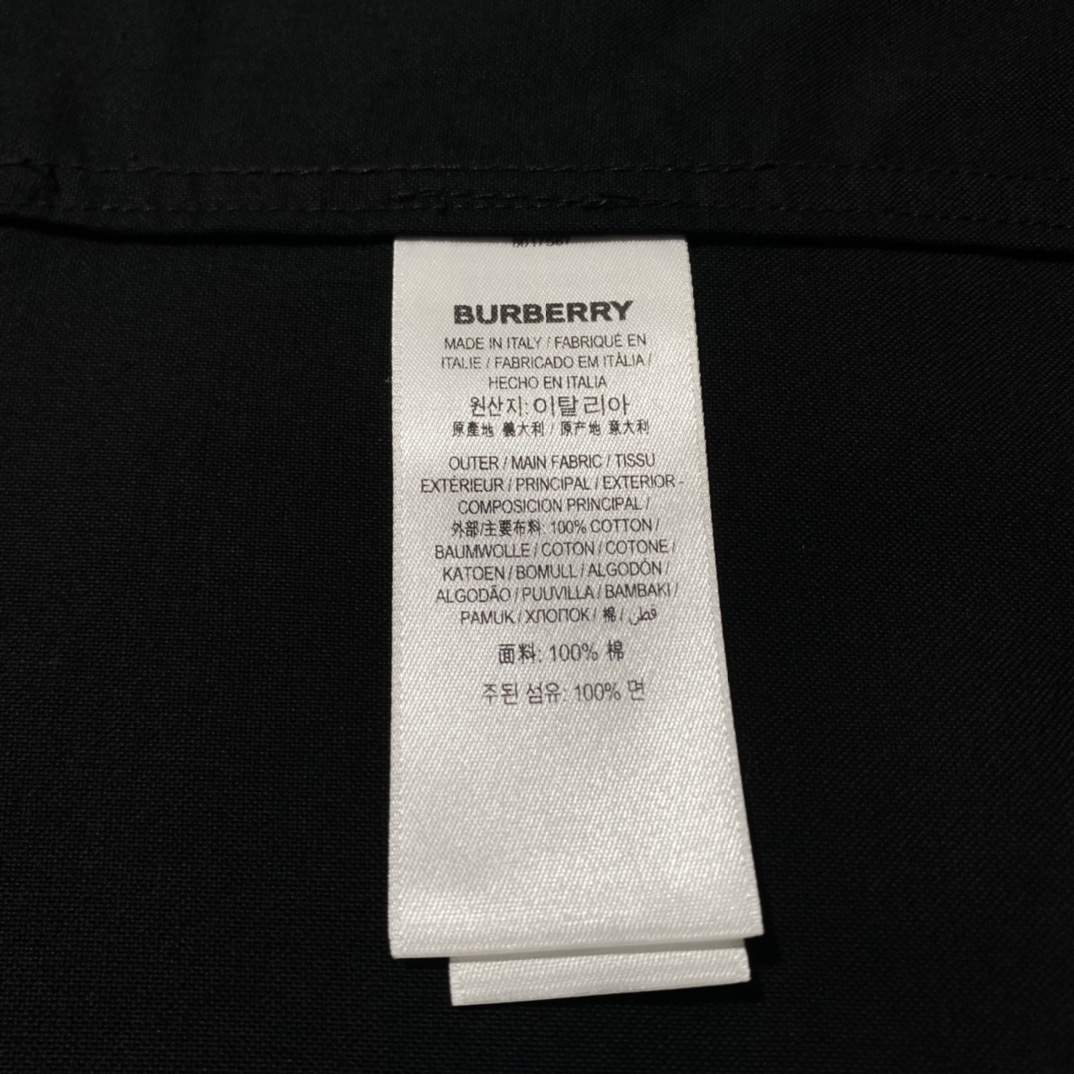 BURBERRY
MADE IN ITALY / FABRIQUÉ EN
ITALIE / FABRICADO EM ITÀLIA /
HECHO EN ITALIA
원산지: 이탈리아
原產地 義大利 / 原产地 意大利
OUTER / MAIN FABRIC / TISSU
EXTÉRIEUR / PRINCIPAL / EXTERIOR -
COMPOSICION PRINCIPAL /
外部/主要布料: 100% COTTON /
BAUMWOLLE / COTON / COTONE /
KATOEN / BOMULL / ALGODÓN /
ALGODÃO / PUUVILLA / BAMBAKI /
PAMUK / ХЛОПОК / 棉 / قطن
面料: 100% 棉
주된 섬유: 100% 면